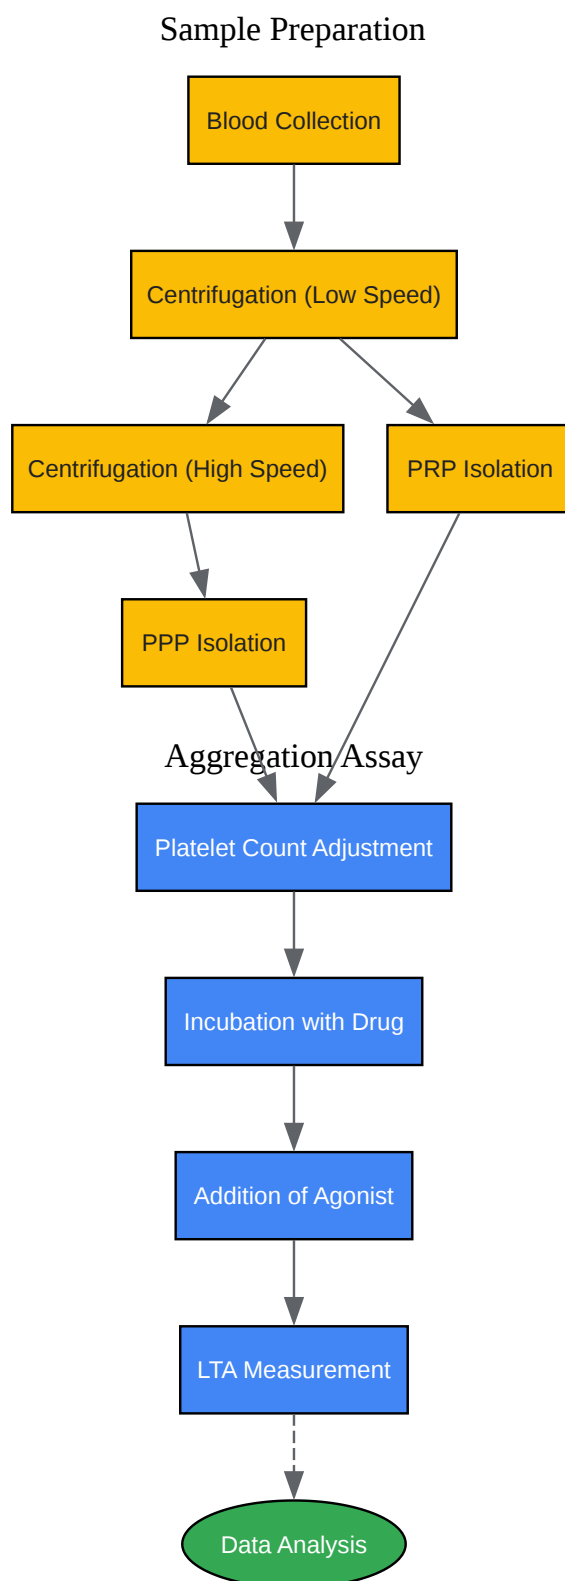 Sample Preparation
Blood Collection
Centrifugation (Low Speed)
Centrifugation (High Speed)
PRP Isolation
PPP Isolation
Aggregation Assay
Platelet Count Adjustment
Incubation with Drug
Addition of Agonist
LTA Measurement
Data Analysis